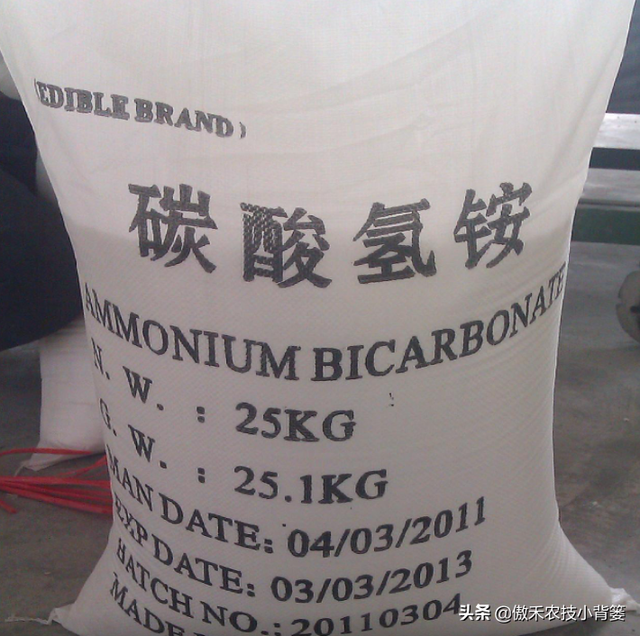 (EDIBLE BRAND)
碳酸氢铵
AMMONIUM BICARBONATE
N. W. : 25KG
G. W. : 25.1KG
MAN DATE: 04/03/2011
EXP DATE: 03/03/2013
BATCH NO.: 20110304
MADE
头条 @傲禾农技小背篓